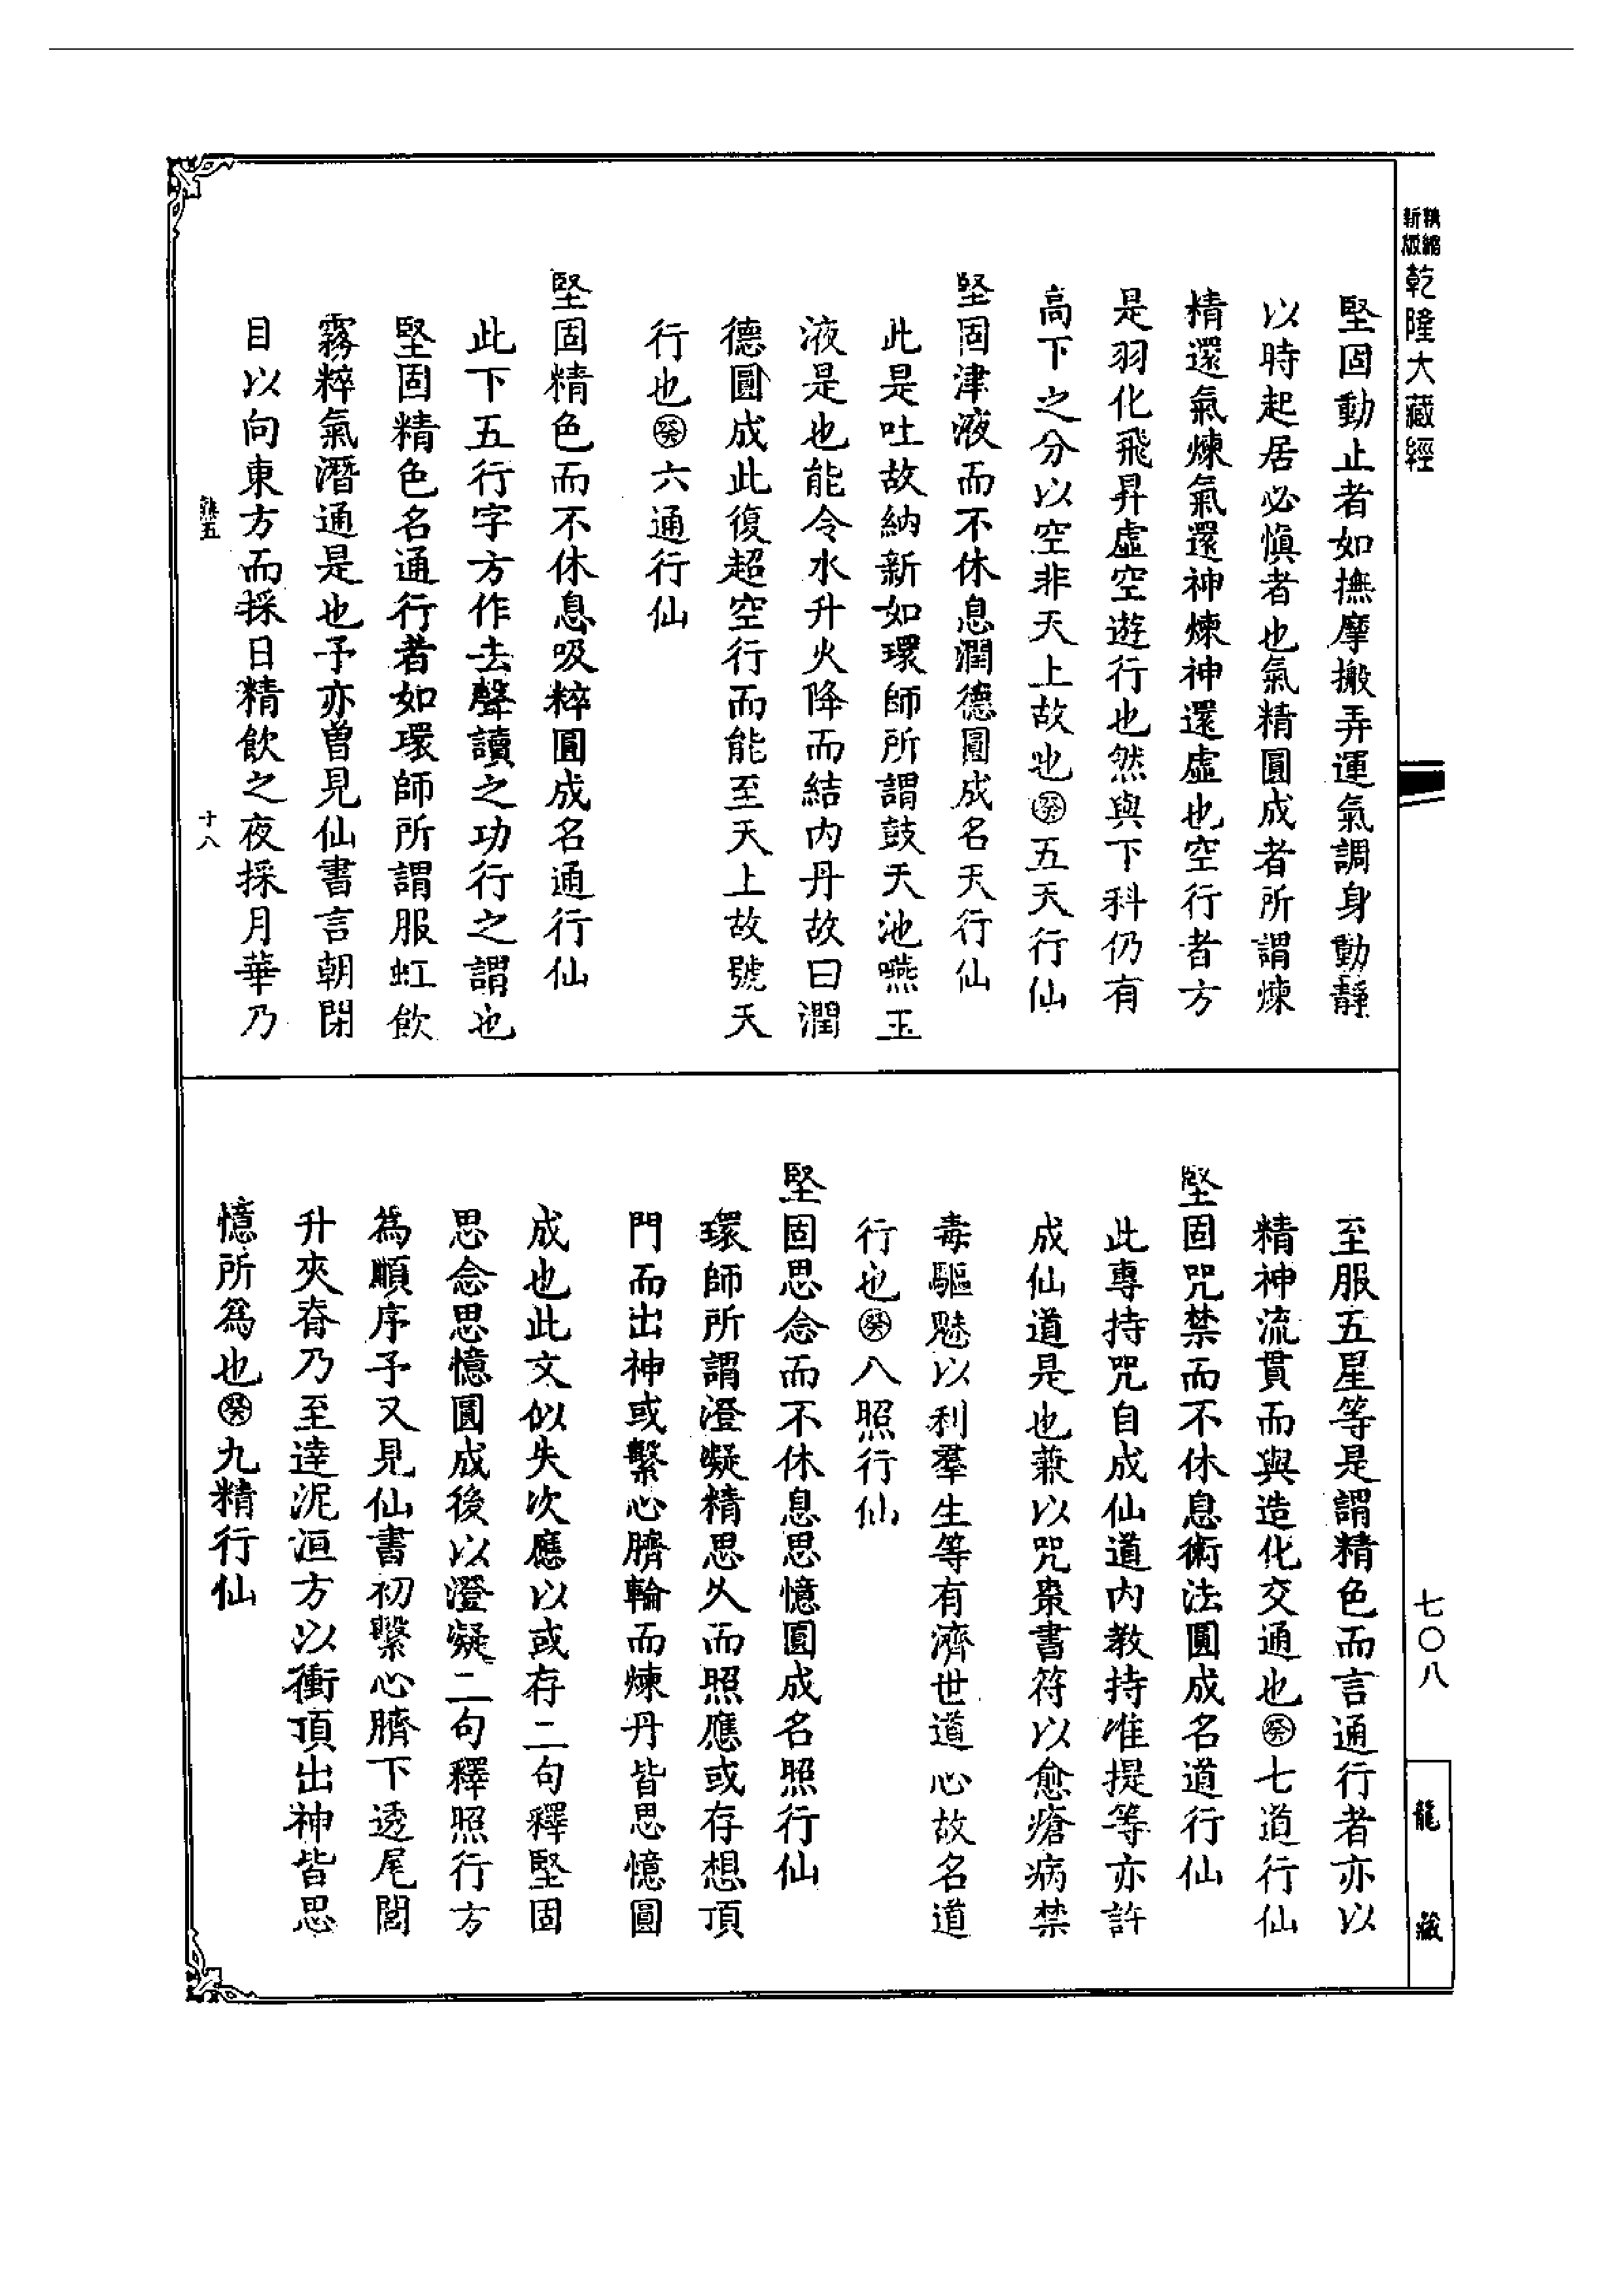 精縮
新版
乾隆大藏經
堅固動止者如撫摩搬弄運氣調身動靜
以時起居必慎者也氣精圓成者所謂煉
精還氣煉氣還神煉神還虛也空行者方
是羽化飛昇虛空遊行也然與下科仍有
高下之分以空非天上故也㊋癸五天行仙
堅固津液而不休息潤德圓成名天行仙
此是吐故納新如環師所謂鼓天池嚥玉
液是也能令水升火降而結內丹故曰潤
德圓成此復超空行而能至天上故號天
行也癸六通行仙
堅固精色而不休息吸粹圓成名通行仙
此下五行字方作去聲讀之功行之謂也
堅固精色名通行者如環師所謂服虹飲
霧粹氣潛通是也予亦曾見仙書言朝閉
目以向東方而採日精飲之夜採月華乃
十八
至服五星等是謂精色而言通行者亦以
精神流貫而與造化交通也癸七道行仙
堅固咒禁而不休息術法圓成名道行仙
此專持咒自成仙道內教持准提等亦許
成仙道是也兼以咒棗書符以愈瘡病禁
毒驅魅以利羣生等有濟世道心故名道
行也癸八照行仙
堅固思念而不休息思憶圓成名照行仙
環師所謂澄凝精思久而照應或存想頂
門而出神或繫心臍輪而煉丹皆思憶圓
成也此文似失次應以或存二句釋堅固
思念思憶圓成後以澄凝二句釋照行方
為順序予又見仙書初繫心臍下透尾閭
升夾脊乃至達泥洹方以衝頂出神皆思
憶所為也癸九精行仙
七〇八
龍藏